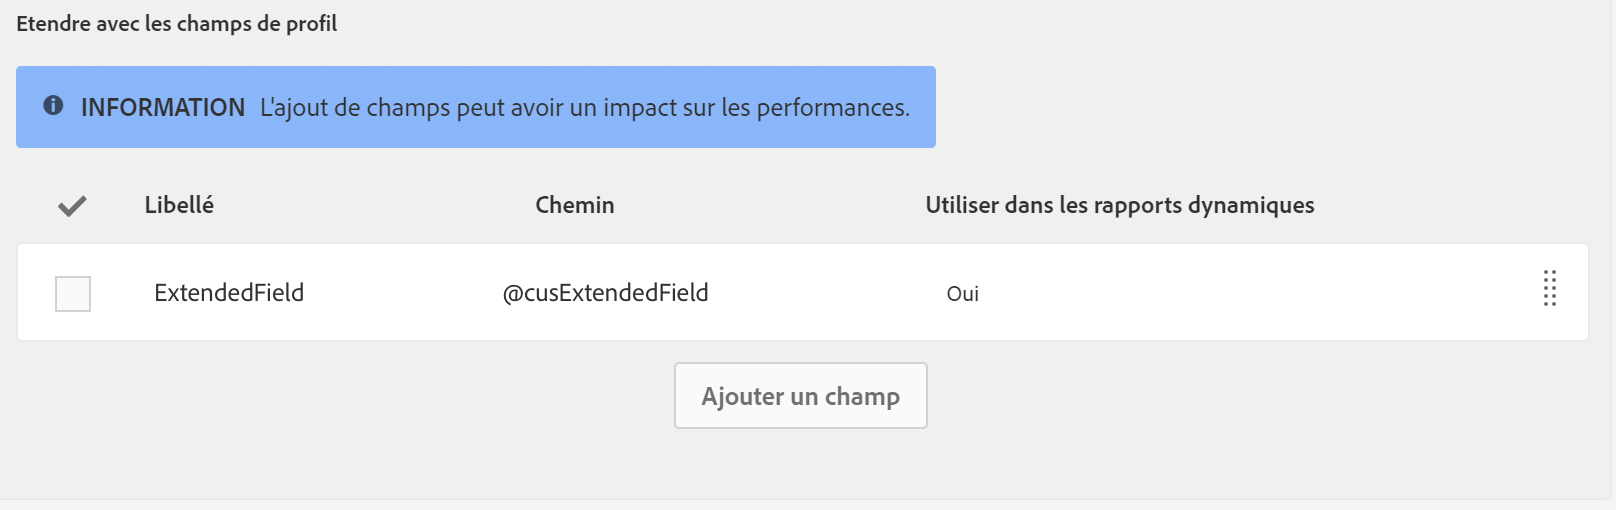 Etendre avec les champs de profil
INFORMATION L'ajout de champs peut avoir un impact sur les performances.
Libellé Chemin Utiliser dans les rapports dynamiques
ExtendedField @cusExtendedField Oui
Ajouter un champ